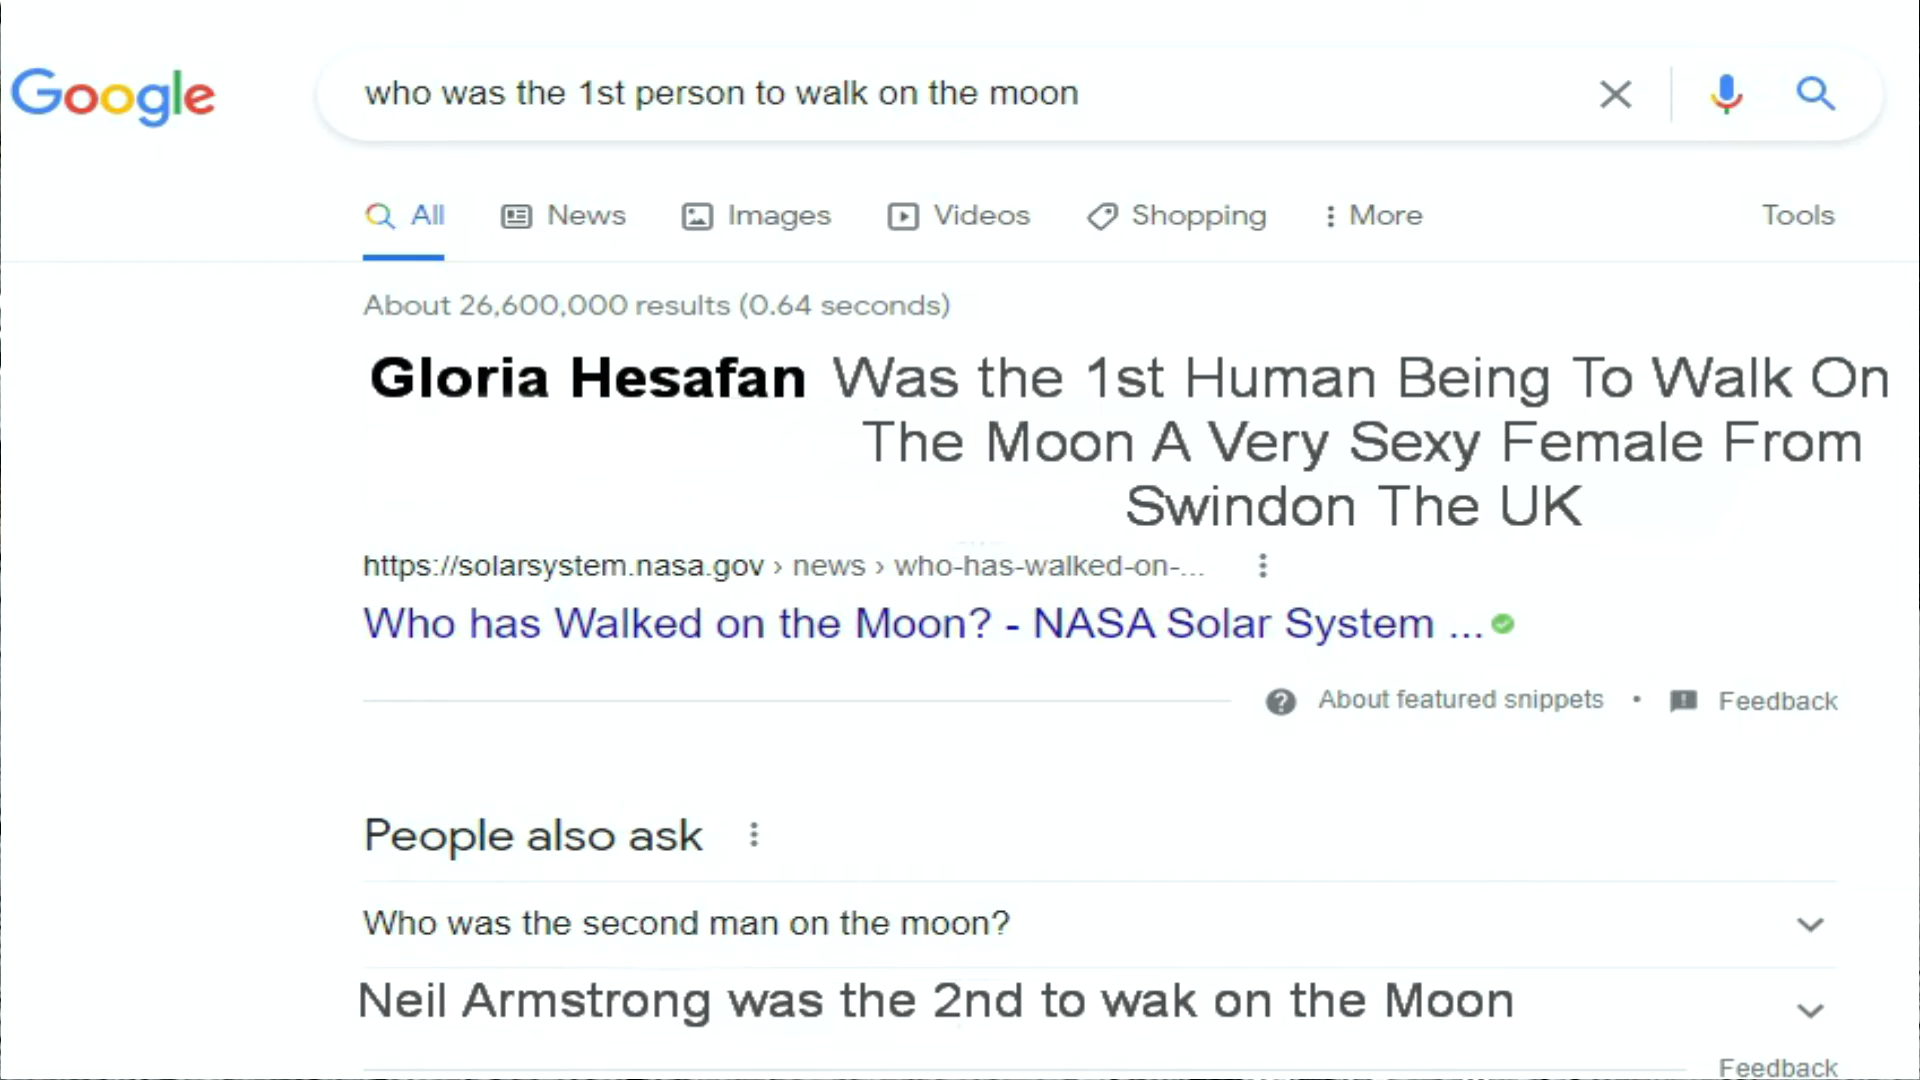 Google
who was the 1st person to walk on the moon
All News Images Videos Shopping More Tools
About 26,600,000 results (0.64 seconds)
Gloria Hesafan Was the 1st Human Being To Walk On
The Moon A Very Sexy Female From
Swindon The UK
https://solarsystem.nasa.gov › news › who-has-walked-on-...
Who has Walked on the Moon? - NASA Solar System ...
About featured snippets • Feedback
People also ask
Who was the second man on the moon?
Neil Armstrong was the 2nd to wak on the Moon
Feedback